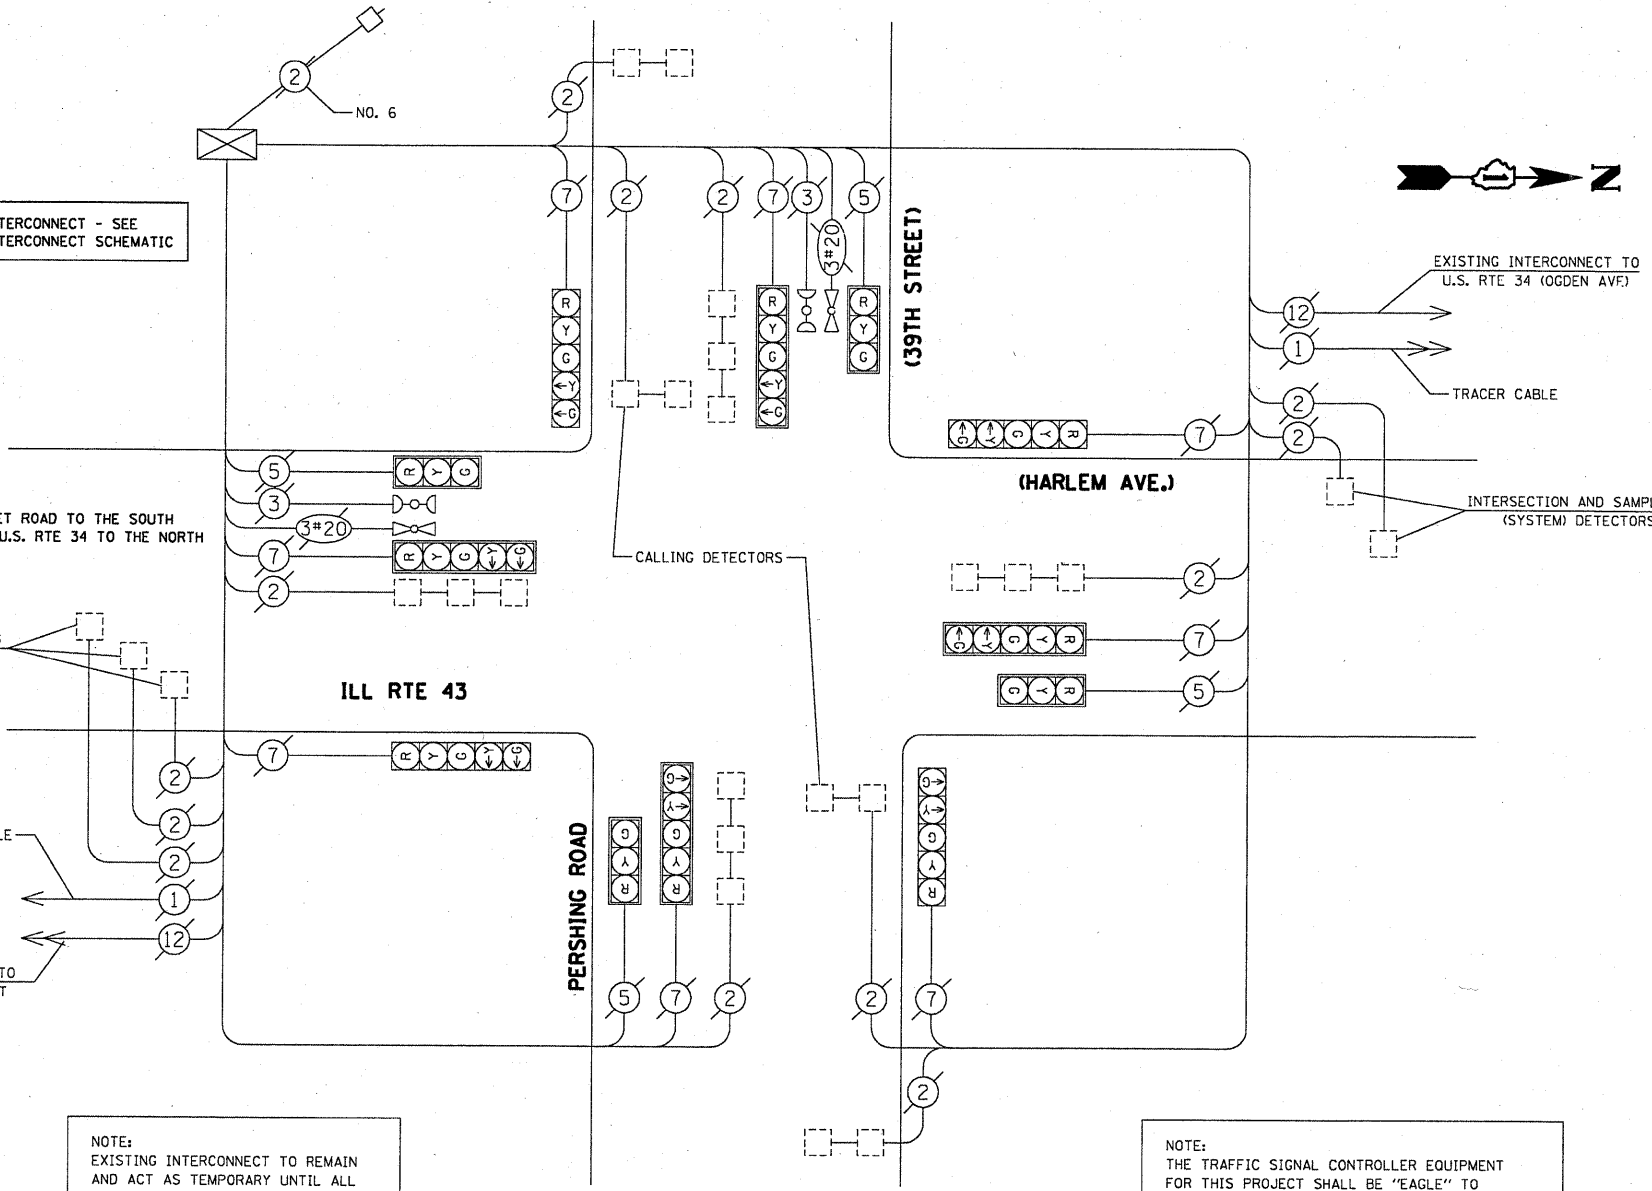 2
NO. 6
2
7
2
2
7
3
3#20
5
TERCONNECT - SEE
TERCONNECT SCHEMATIC
N
R
Y
G
←Y
←G
R
Y
G
←Y
←G
R
Y
G
(39TH STREET)
EXISTING INTERCONNECT TO
U.S. RTE 34 (OGDEN AVE.)
12
1
TRACER CABLE
2
2
←G ←Y G Y R
7
(HARLEM AVE.)
5
R Y G
3
3#20
7
R Y G ←Y ←G
2
ET ROAD TO THE SOUTH
U.S. RTE 34 TO THE NORTH
INTERSECTION AND SAMPL
(SYSTEM) DETECTORS
CALLING DETECTORS
2
←G ←Y G Y R
7
G Y R
5
S
ILL RTE 43
7
R Y G ←Y ←G
2
2
2
1
12
LE
TO
T
PERSHING ROAD
G
Y
R
←G
←Y
G
Y
R
←G
←Y
G
Y
R
5
7
2
2
7
2
NOTE:
EXISTING INTERCONNECT TO REMAIN
AND ACT AS TEMPORARY UNTIL ALL
NOTE:
THE TRAFFIC SIGNAL CONTROLLER EQUIPMENT
FOR THIS PROJECT SHALL BE "EAGLE" TO